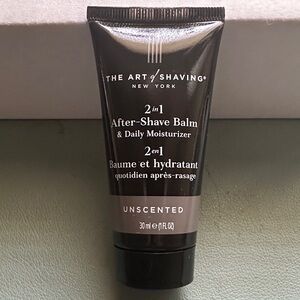 THE ART of SHAVING®
NEW YORK
2 in 1
After-Shave Balm
& Daily Moisturizer
2 en 1
Baume et hydratant
quotidien après-rasage
UNSCENTED
30 ml ℮ (1 FL OZ)